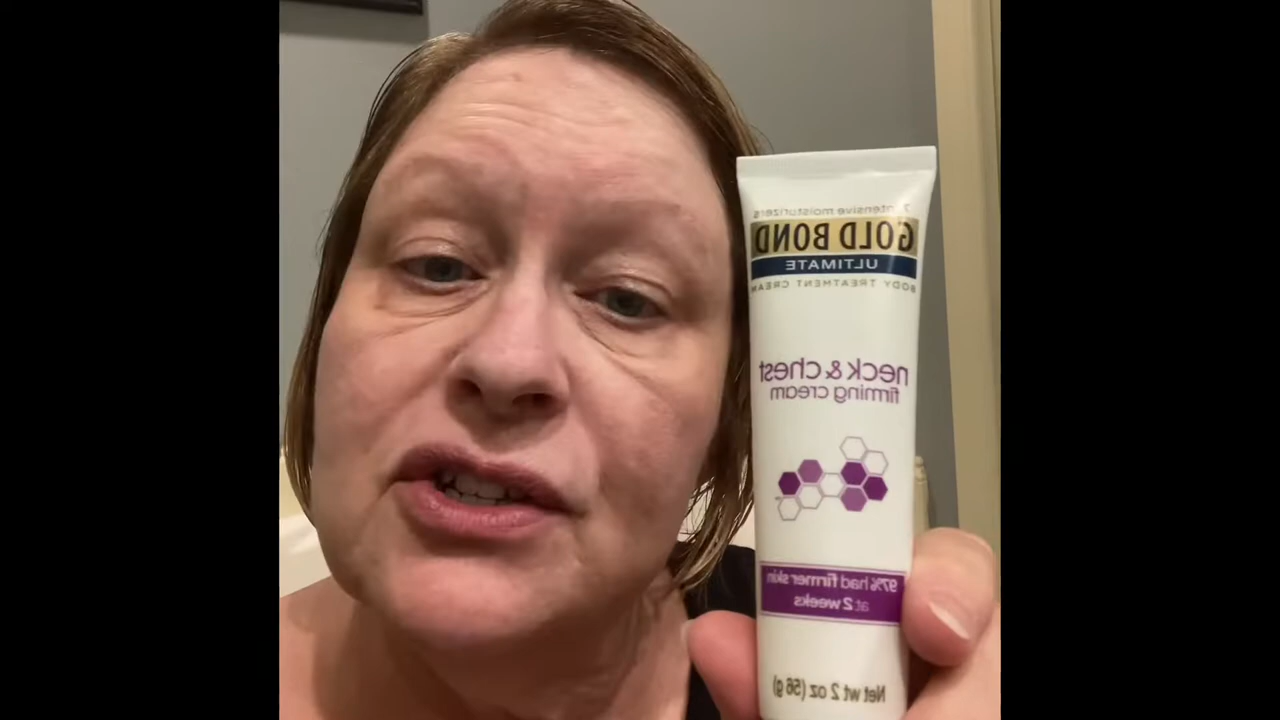 7 intensive moisturizers
GOLD BOND
ULTIMATE
BODY TREATMENT CREAM
neck & chest
firming cream
97% had firmer skin
at 2 weeks
Net wt 2 oz (56 g)